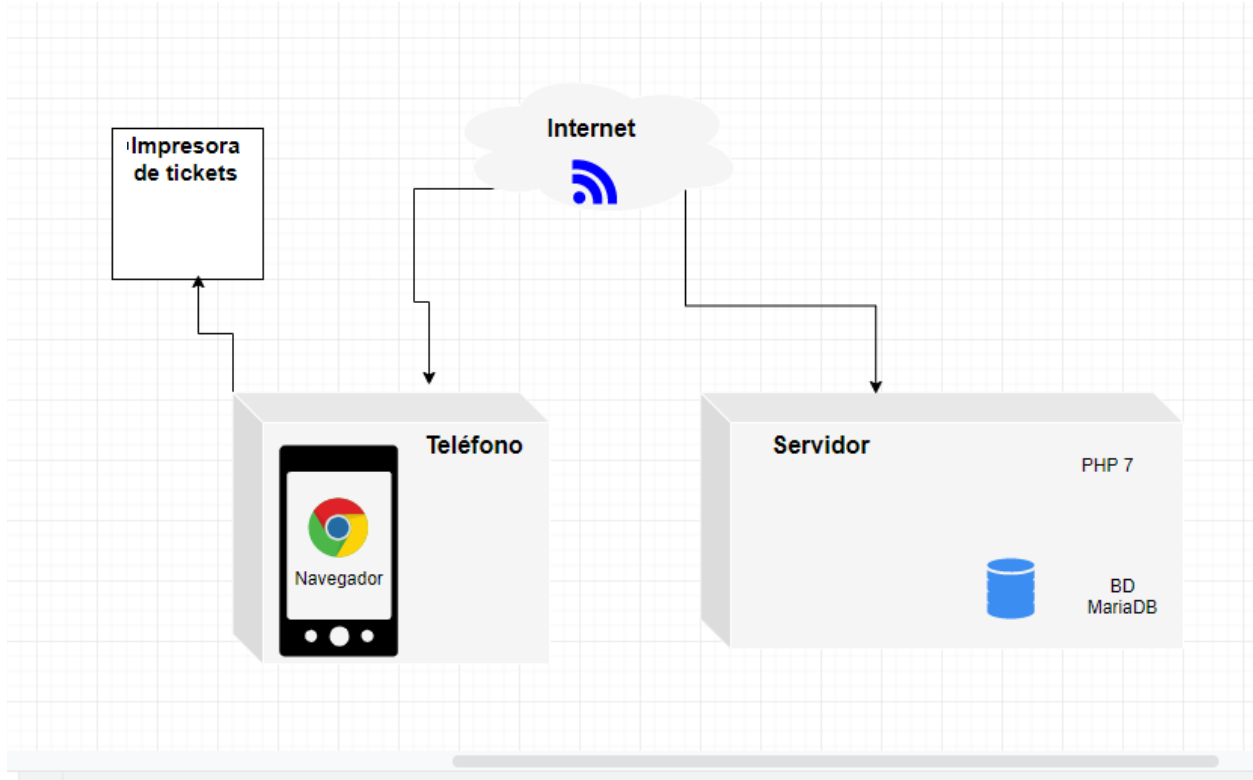 Internet
Impresora
de tickets
Teléfono
Navegador
Servidor
PHP 7
BD
MariaDB